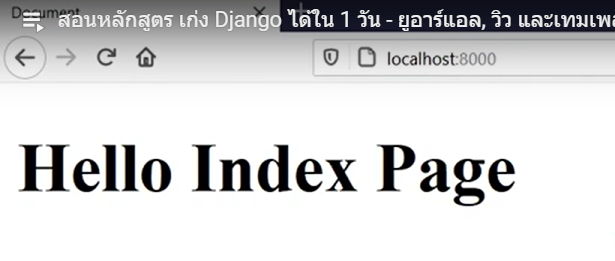 Document
สอนหลักสูตร เก่ง Django ได้ใน 1 วัน - ยูอาร์แอล, วิว และเทมเพ
localhost:8000
Hello Index Page